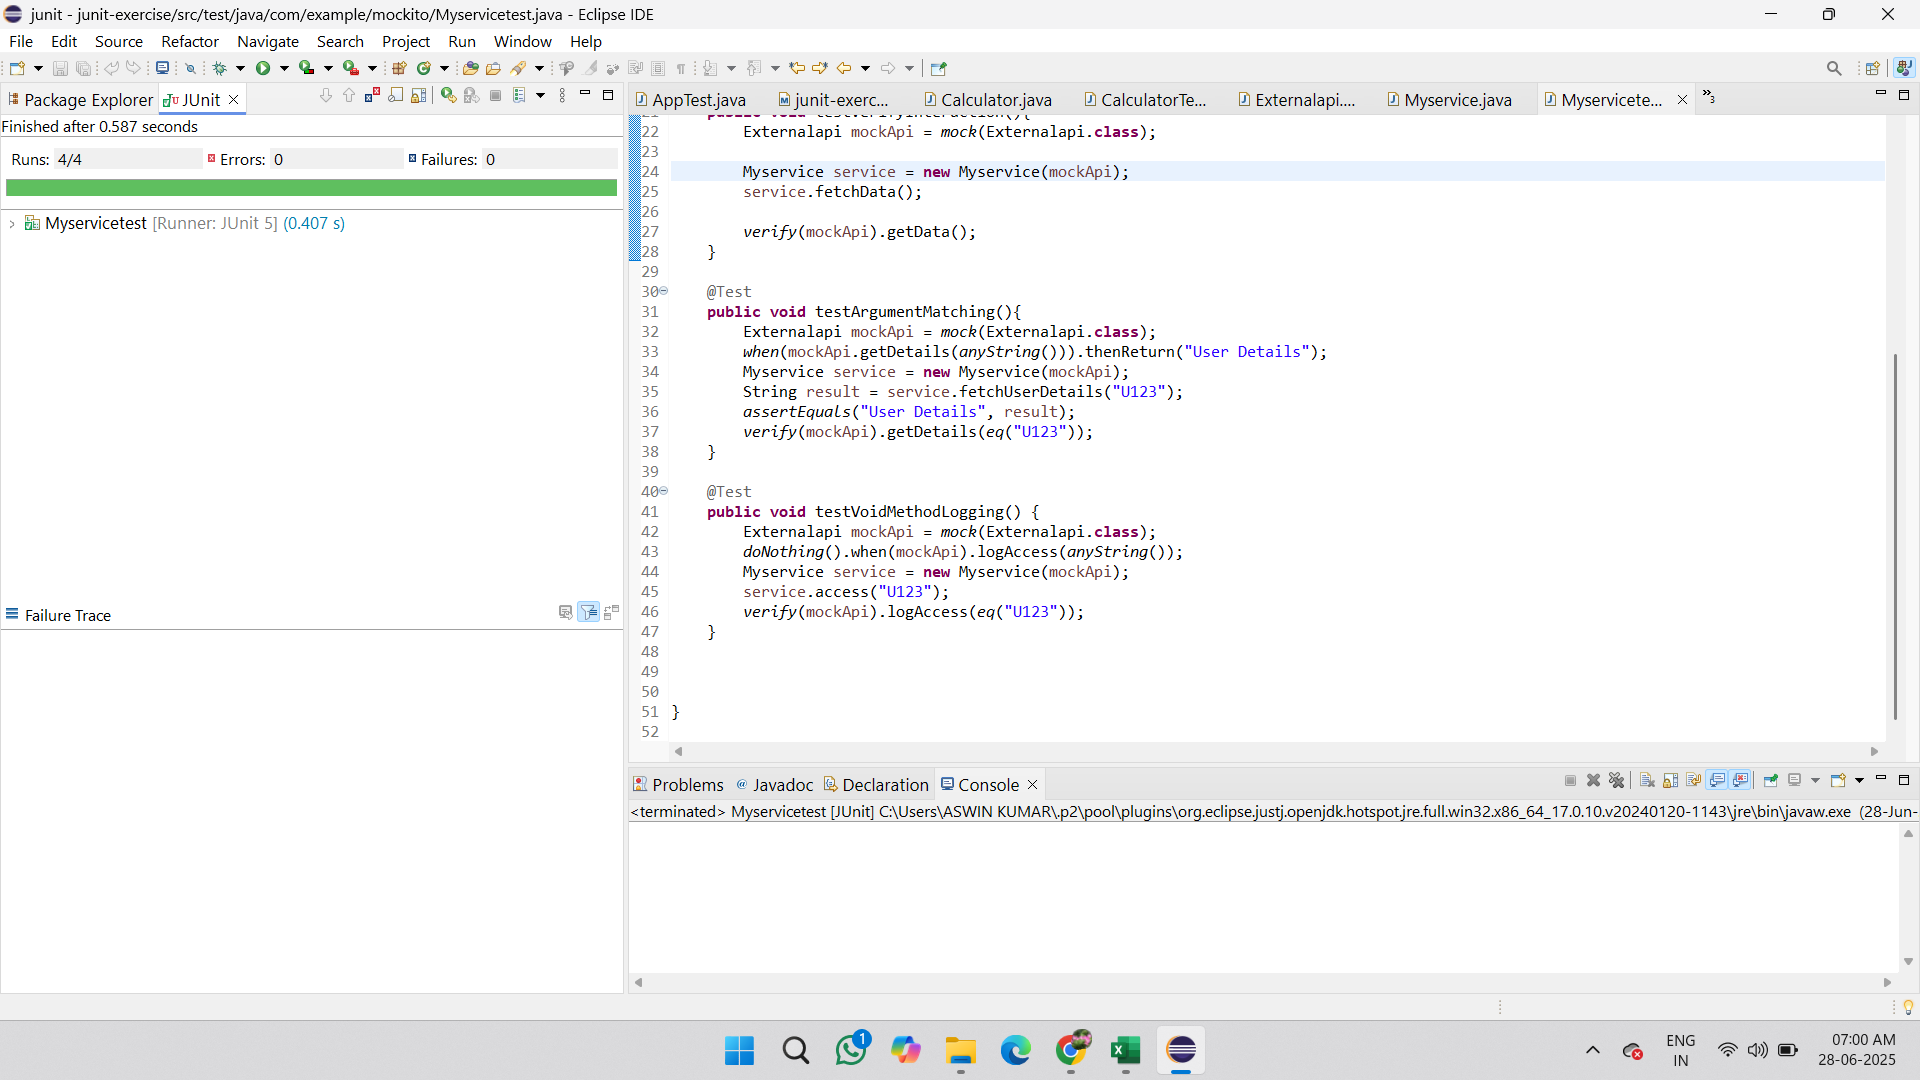 junit - junit-exercise/src/test/java/com/example/mockito/Myservicetest.java - Eclipse IDE
File Edit Source Refactor Navigate Search Project Run Window Help
Package Explorer JUnit
Finished after 0.587 seconds
Runs: 4/4 Errors: 0 Failures: 0
Myservicetest [Runner: JUnit 5] (0.407 s)
Failure Trace
AppTest.java junit-exerc... Calculator.java CalculatorTe... Externalapi.... Myservice.java Myservicete... »3
21 public void testVerifyInteraction(){
22 Externalapi mockApi = mock(Externalapi.class);
23
24 Myservice service = new Myservice(mockApi);
25 service.fetchData();
26
27 verify(mockApi).getData();
28 }
29
30 @Test
31 public void testArgumentMatching(){
32 Externalapi mockApi = mock(Externalapi.class);
33 when(mockApi.getDetails(anyString())).thenReturn("User Details");
34 Myservice service = new Myservice(mockApi);
35 String result = service.fetchUserDetails("U123");
36 assertEquals("User Details", result);
37 verify(mockApi).getDetails(eq("U123"));
38 }
39
40 @Test
41 public void testVoidMethodLogging() {
42 Externalapi mockApi = mock(Externalapi.class);
43 doNothing().when(mockApi).logAccess(anyString());
44 Myservice service = new Myservice(mockApi);
45 service.access("U123");
46 verify(mockApi).logAccess(eq("U123"));
47 }
48
49
50
51 }
52
Problems @ Javadoc Declaration Console
<terminated> Myservicetest [JUnit] C:\Users\ASWIN KUMAR\.p2\pool\plugins\org.eclipse.justj.openjdk.hotspot.jre.full.win32.x86_64_17.0.10.v20240120-1143\jre\bin\javaw.exe (28-Jun-
1
ENG
IN
07:00 AM
28-06-2025